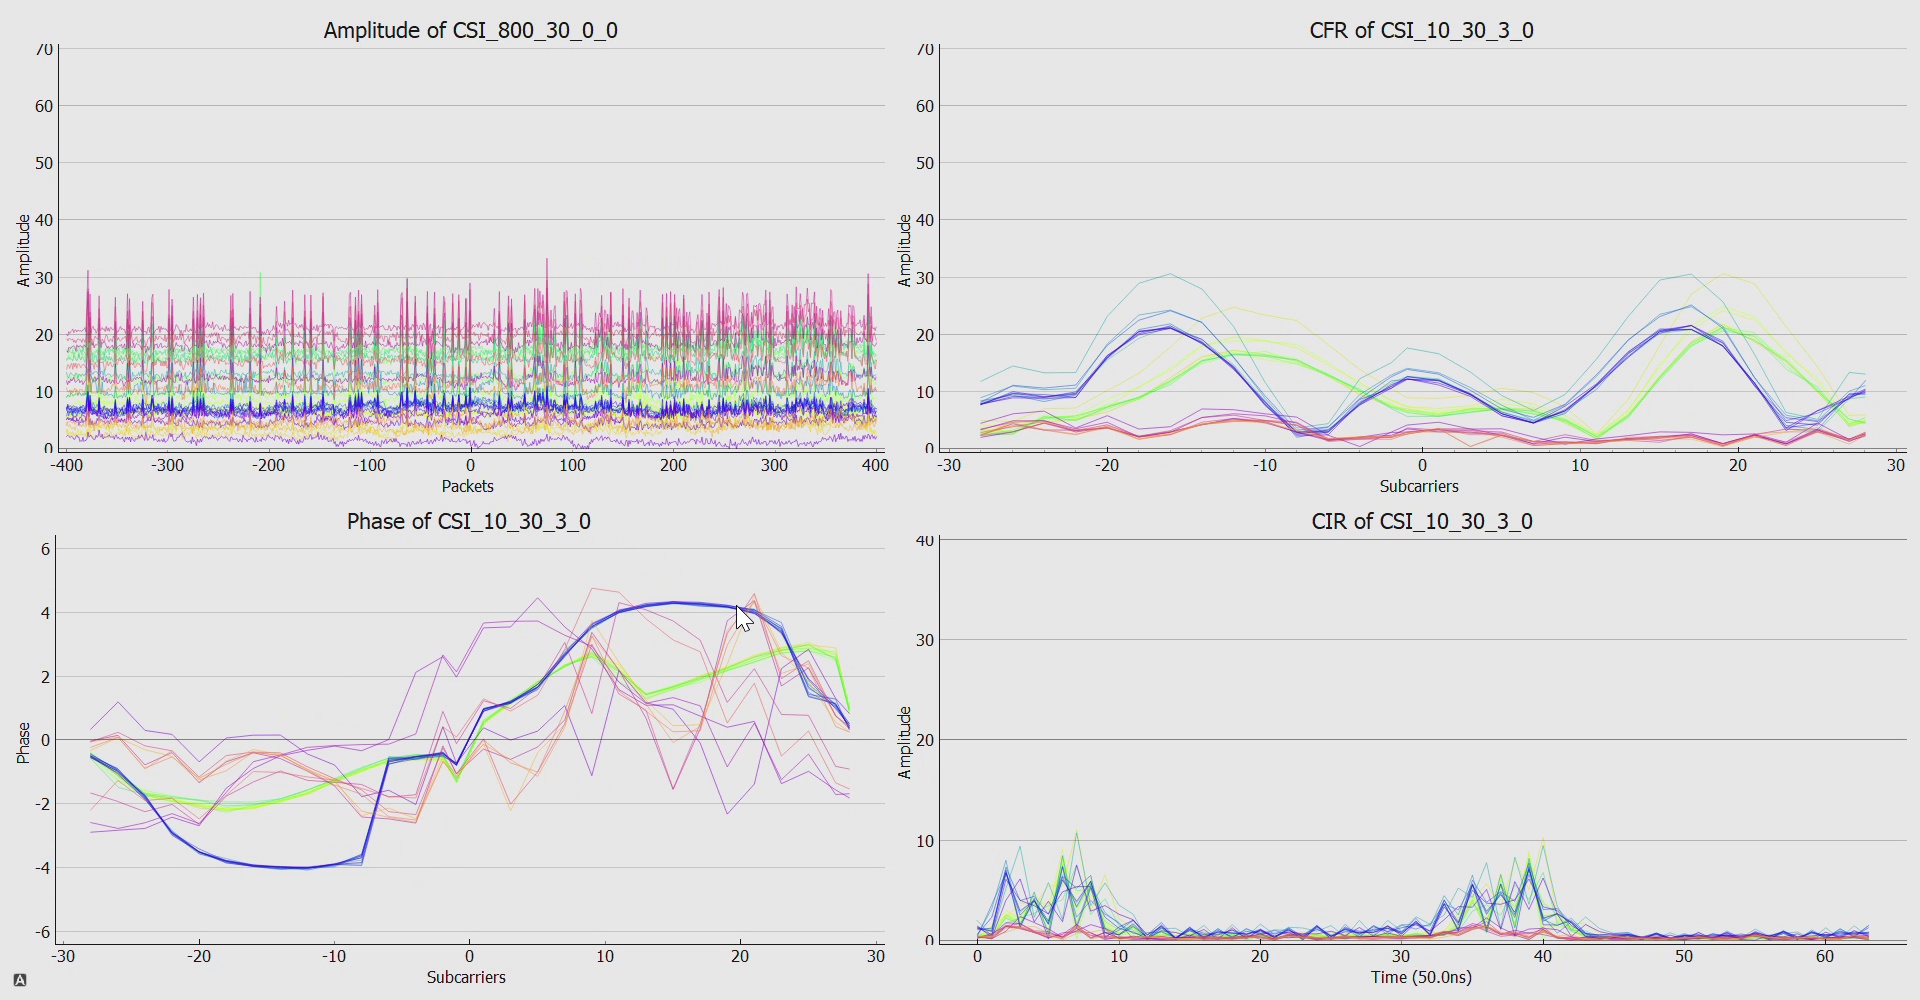 Amplitude of CSI_800_30_0_0
70
60
50
40
30
20
10
0
Amplitude
-400 -300 -200 -100 0 100 200 300 400
Packets
CFR of CSI_10_30_3_0
70
60
50
40
30
20
10
0
Amplitude
-30 -20 -10 0 10 20 30
Subcarriers
Phase of CSI_10_30_3_0
6
4
2
0
-2
-4
-6
Phase
-30 -20 -10 0 10 20 30
Subcarriers
A
CIR of CSI_10_30_3_0
40
30
20
10
0
Amplitude
0 10 20 30 40 50 60
Time (50.0ns)